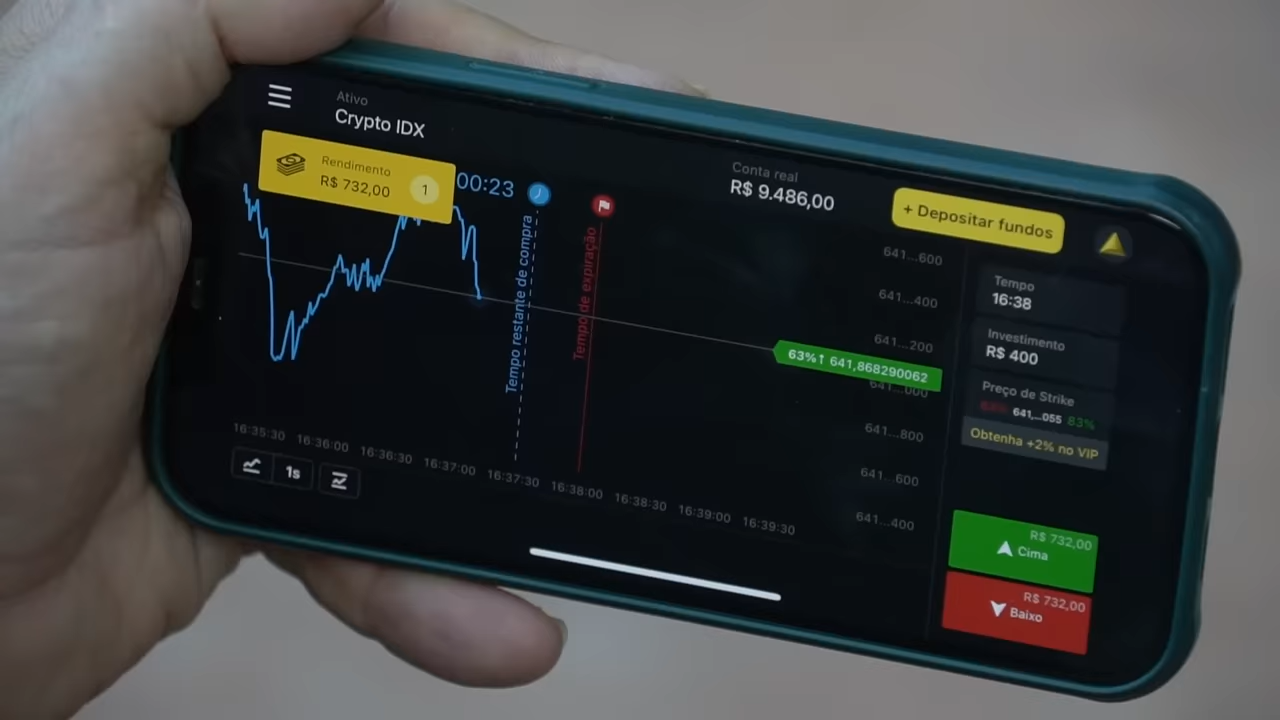 Ativo
Crypto IDX
Rendimento
R$ 732,00
1
00:23
Tempo restante de compra
Tempo de expiração
Conta real
R$ 9.486,00
+ Depositar fundos
641...600
641...400
641...200
63%↑ 641,868290062
641...000
641...800
641...600
641...400
16:35:30 16:36:00 16:36:30 16:37:00 16:37:30 16:38:00 16:38:30 16:39:00 16:39:30
1s
Tempo
16:38
Investimento
R$ 400
Preço de Strike
641,...055 83%
Obtenha +2% no VIP
R$ 732,00
Cima
R$ 732,00
Baixo